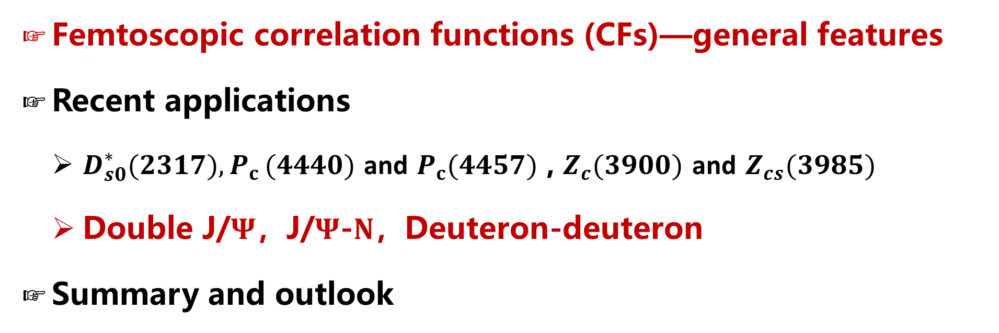 ☞ Femtoscopic correlation functions (CFs)—general features
☞ Recent applications
➢ $D_{s0}^{*}(2317)$, $P_{c}(4440)$ and $P_{c}(4457)$ , $Z_{c}(3900)$ and $Z_{cs}(3985)$
➢ Double J/Ψ,J/Ψ-N,Deuteron-deuteron
☞ Summary and outlook